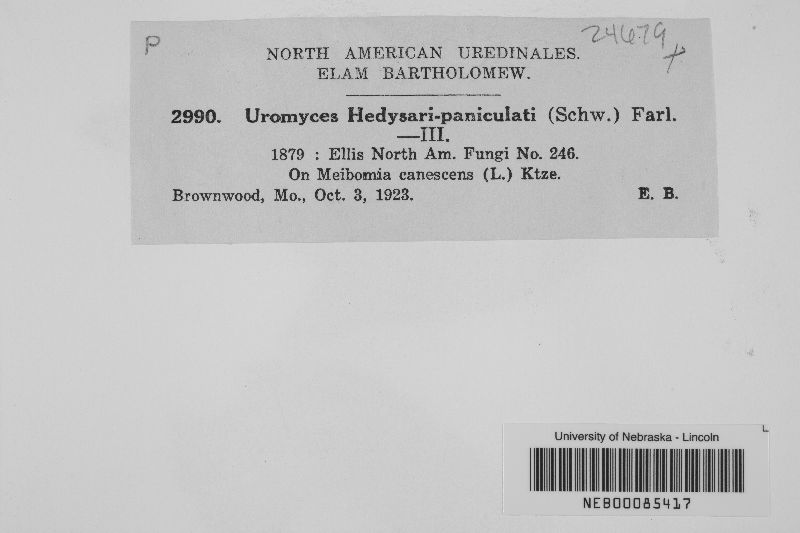 P
24679
NORTH AMERICAN UREDINALES.
ELAM BARTHOLOMEW.
2990. Uromyces Hedysari-paniculati (Schw.) Farl.
—III.
1879 : Ellis North Am. Fungi No. 246.
On Meibomia canescens (L.) Ktze.
Brownwood, Mo., Oct. 3, 1923. E. B.
University of Nebraska - Lincoln
NEB00085417